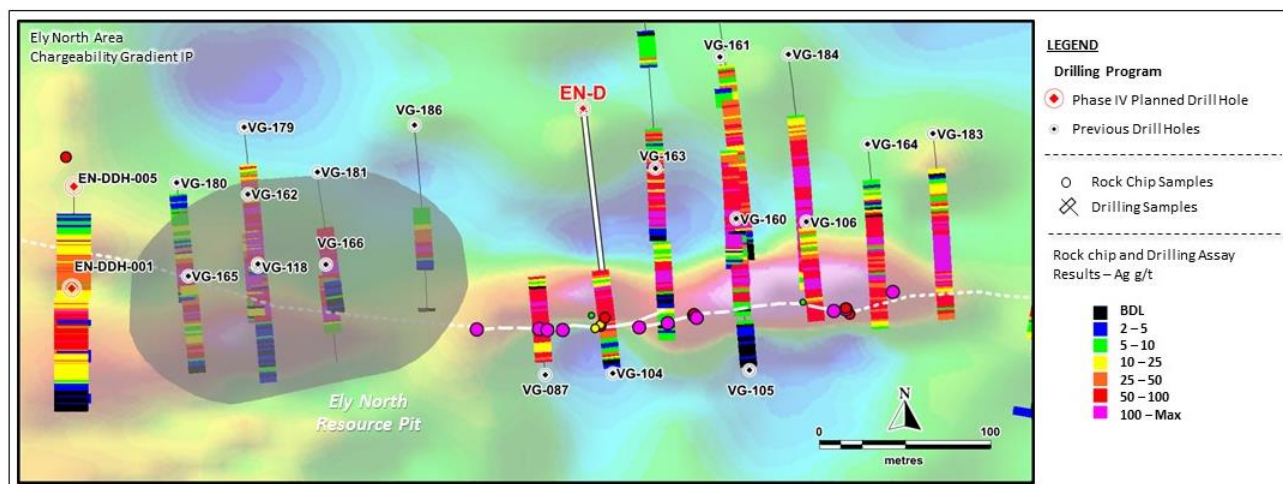 Ely North Area
Chargeability Gradient IP
VG-161
VG-184
EN-D
VG-186
VG-179
VG-163
VG-164
VG-183
EN-DDH-005
VG-180
VG-162
VG-181
VG-160
VG-106
EN-DDH-001
VG-165
VG-118
VG-166
VG-087
VG-104
VG-105
Ely North
Resource Pit
N
0 100
metres
LEGEND
Drilling Program
Phase IV Planned Drill Hole
Previous Drill Holes
Rock Chip Samples
Drilling Samples
Rock chip and Drilling Assay
Results – Ag g/t
BDL
2 – 5
5 – 10
10 – 25
25 – 50
50 – 100
100 – Max